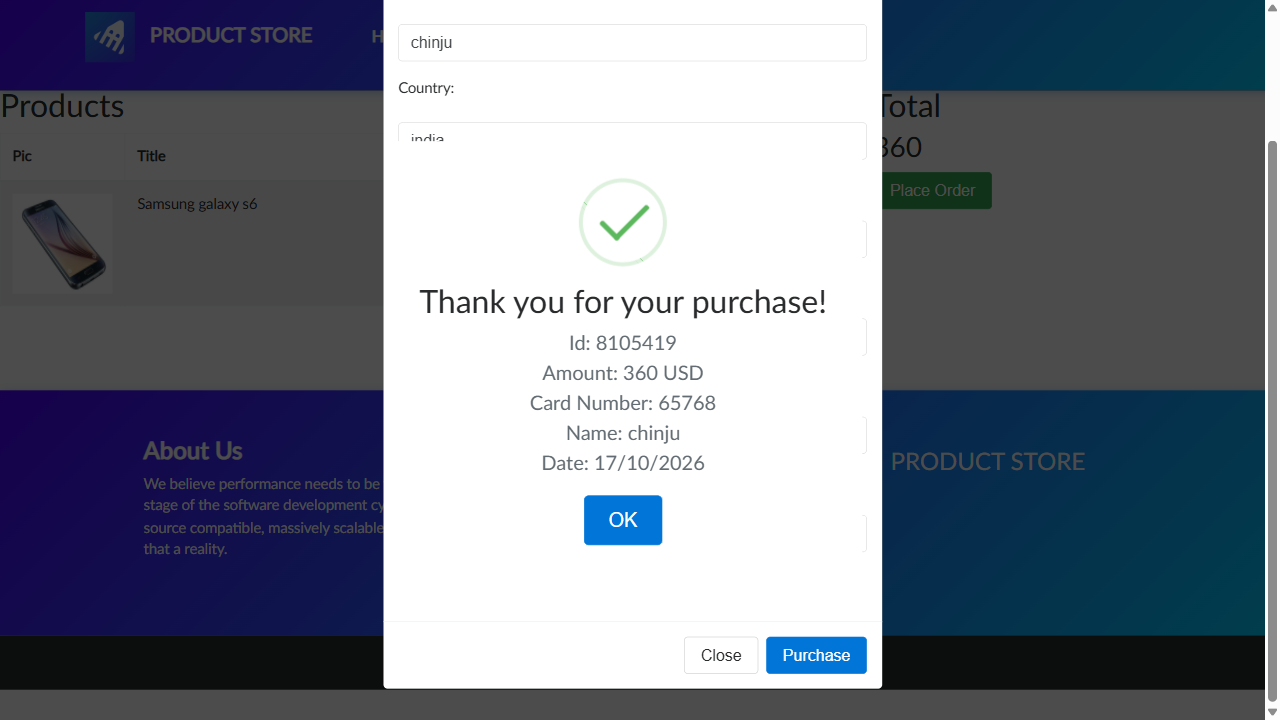 PRODUCT STORE
H
chinju
Country:
india
Products
Total
360
Pic
Title
Place Order
Samsung galaxy s6
Thank you for your purchase!
Id: 8105419
Amount: 360 USD
Card Number: 65768
Name: chinju
Date: 17/10/2026
OK
About Us
We believe performance needs to be
stage of the software development cy
source compatible, massively scalable
that a reality.
PRODUCT STORE
Close
Purchase